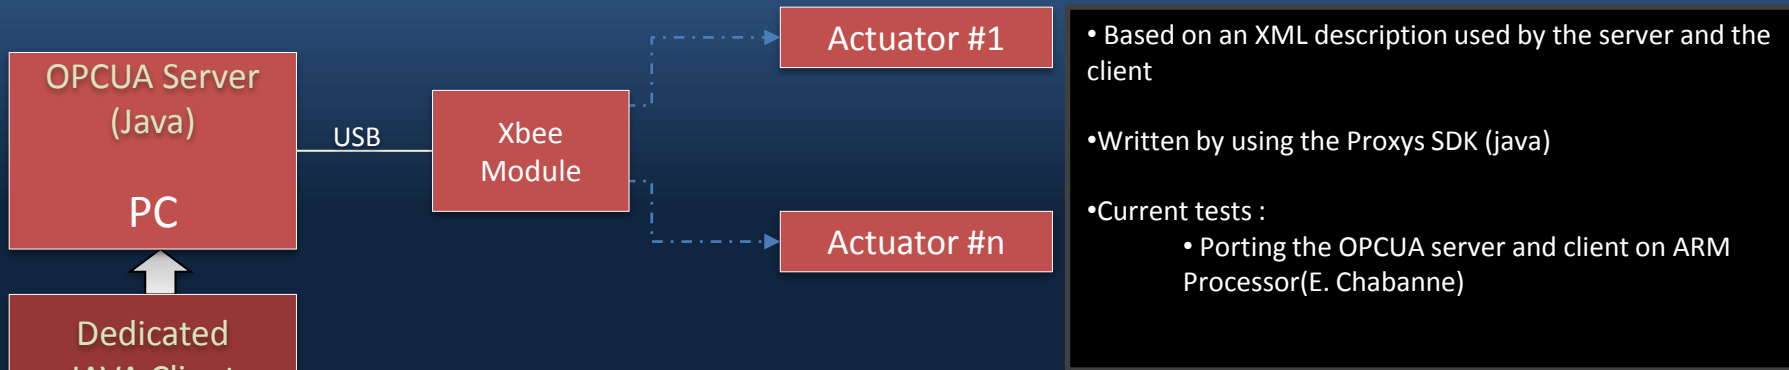 OPCUA Server
(Java)
PC
USB
Xbee
Module
Actuator #1
Actuator #n
Dedicated
JAVA Client
• Based on an XML description used by the server and the
client
•Written by using the Proxys SDK (java)
•Current tests :
• Porting the OPCUA server and client on ARM
Processor(E. Chabanne)